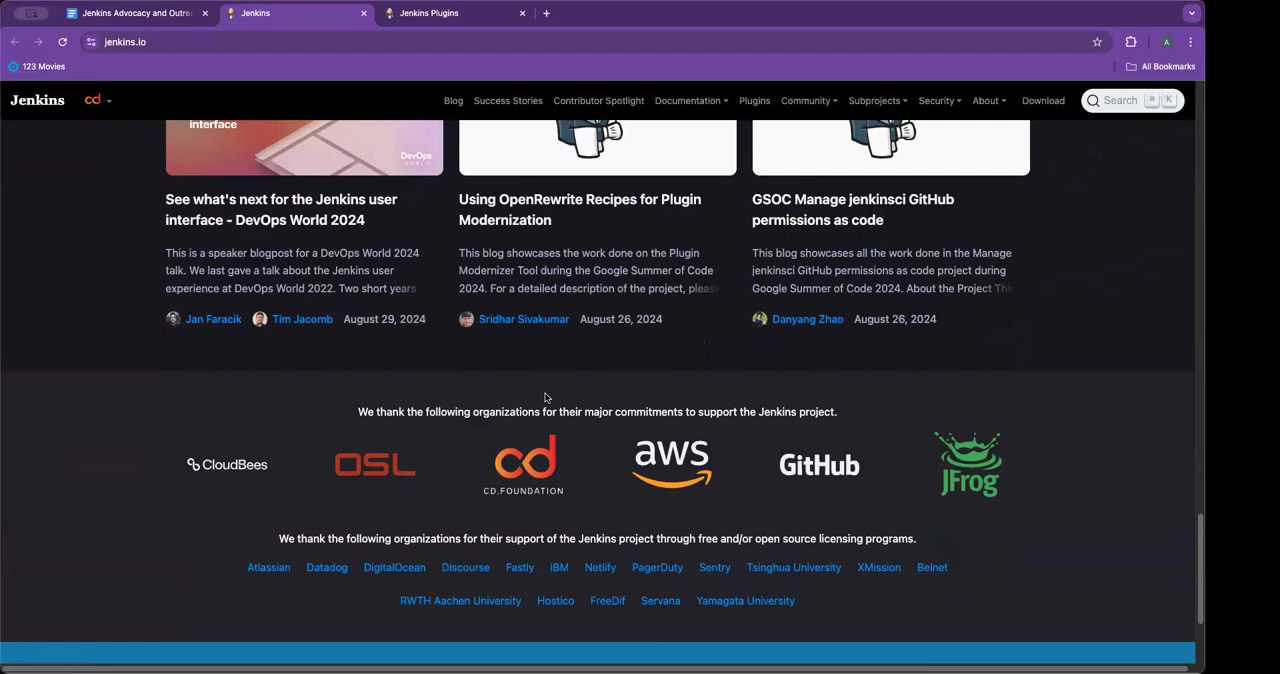 Jenkins Advocacy and Outrea
Jenkins
Jenkins Plugins
jenkins.io
A
123 Movies
All Bookmarks
Jenkins
cd
Blog Success Stories Contributor Spotlight Documentation Plugins Community Subprojects Security About Download
Search ⌘ K
interface
DevOps
WORLD
See what's next for the Jenkins user
interface - DevOps World 2024
This is a speaker blogpost for a DevOps World 2024
talk. We last gave a talk about the Jenkins user
experience at DevOps World 2022. Two short years
Jan Faracik Tim Jacomb August 29, 2024
Using OpenRewrite Recipes for Plugin
Modernization
This blog showcases the work done on the Plugin
Modernizer Tool during the Google Summer of Code
2024. For a detailed description of the project, please
Sridhar Sivakumar August 26, 2024
GSOC Manage jenkinsci GitHub
permissions as code
This blog showcases all the work done in the Manage
jenkinsci GitHub permissions as code project during
Google Summer of Code 2024. About the Project This
Danyang Zhao August 26, 2024
We thank the following organizations for their major commitments to support the Jenkins project.
CloudBees
OSL
cd
CD.FOUNDATION
aws
GitHub
JFrog
We thank the following organizations for their support of the Jenkins project through free and/or open source licensing programs.
Atlassian Datadog DigitalOcean Discourse Fastly IBM Netlify PagerDuty Sentry Tsinghua University XMission Belnet
RWTH Aachen University Hostico FreeDif Servana Yamagata University